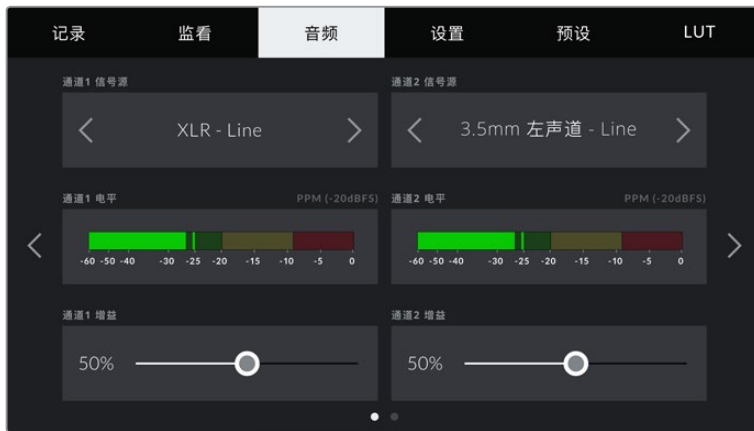 记录 监看 音频 设置 预设 LUT
通道1 信号源 通道2 信号源
XLR - Line 3.5mm 左声道 - Line
通道1 电平 PPM (-20dBFS) 通道2 电平 PPM (-20dBFS)
-60 -50 -40 -30 -25 -20 -15 -10 -5 0 -60 -50 -40 -30 -25 -20 -15 -10 -5 0
通道1 增益 通道2 增益
50% 50%